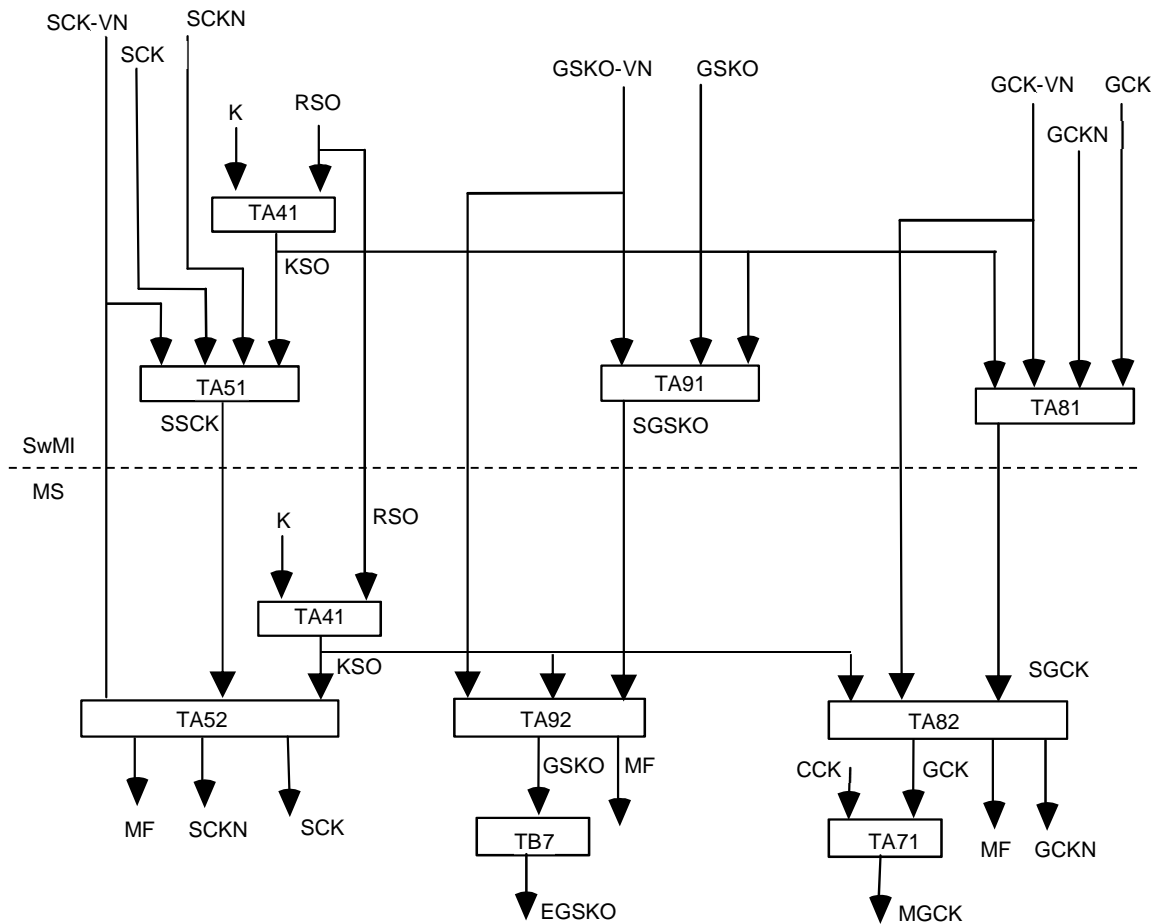 SCK-VN
SCKN
SCK
GSKO-VN
GSKO
GCK-VN
GCK
K
RSO
GCKN
TA41
KSO
TA51
TA91
TA81
SSCK
SGSKO
SwMI
MS
K
RSO
TA41
KSO
SGCK
TA52
TA92
TA82
GSKO
MF
CCK
GCK
MF
SCKN
SCK
TB7
TA71
MF
GCKN
EGSKO
MGCK